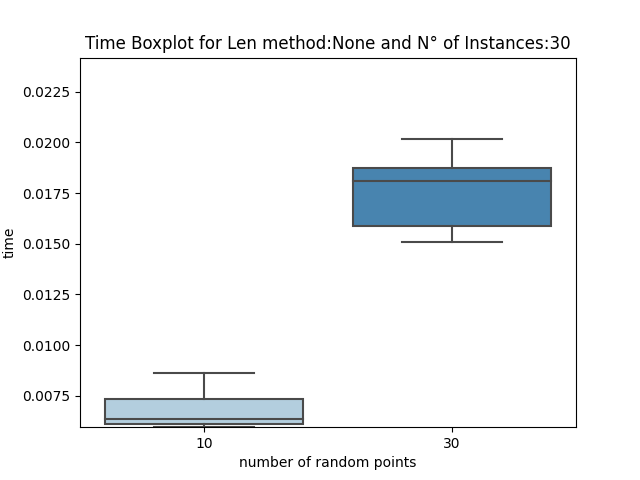 Time Boxplot for Len method:None and N° of Instances:30
0.0225
0.0200
0.0175
0.0150
0.0125
0.0100
0.0075
time
10 30
number of random points